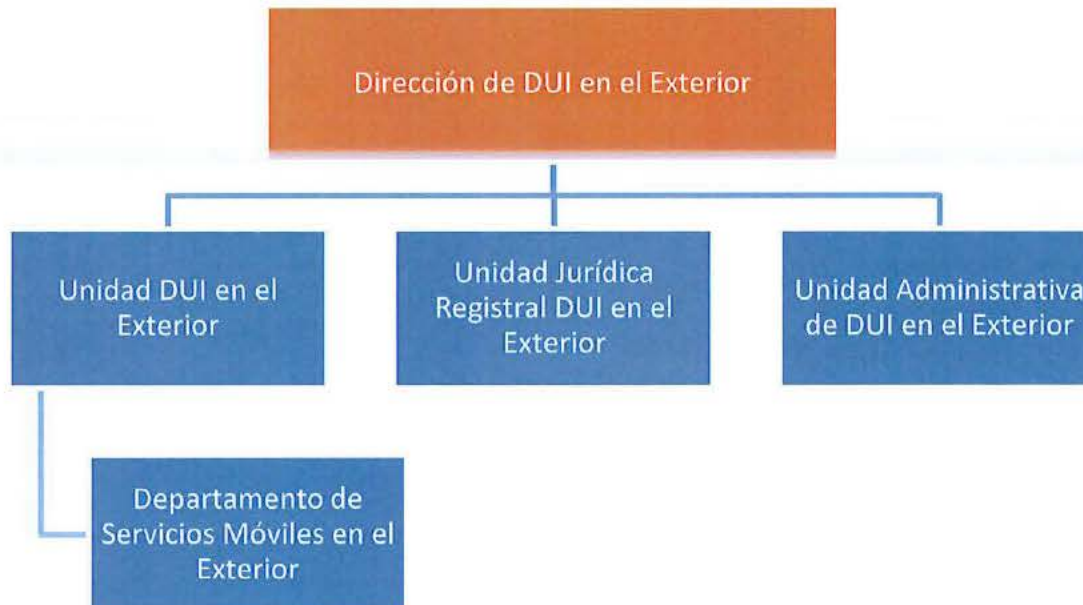 Dirección de DUI en el Exterior
Unidad DUI en el
Exterior
Unidad Jurídica
Registral DUI en el
Exterior
Unidad Administrativa
de DUI en el Exterior
Departamento de
Servicios Móviles en el
Exterior